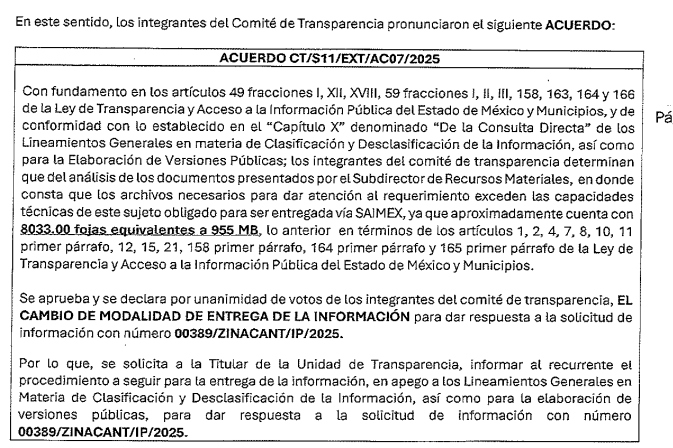 En este sentido, los integrantes del Comité de Transparencia pronunciaron el siguiente ACUERDO:
ACUERDO CT/S11/EXT/AC07/2025
Con fundamento en los artículos 49 fracciones I, XII, XVIII, 59 fracciones I, II, III, 158, 163, 164 y 166
de la Ley de Transparencia y Acceso a la Información Pública del Estado de México y Municipios, y de
conformidad con lo establecido en el “Capítulo X” denominado “De la Consulta Directa” de los
Lineamientos Generales en materia de Clasificación y Desclasificación de la Información, así como
para la Elaboración de Versiones Públicas; los integrantes del comité de transparencia determinan
que del análisis de los documentos presentados por el Subdirector de Recursos Materiales, en donde
consta que los archivos necesarios para dar atención al requerimiento exceden las capacidades
técnicas de este sujeto obligado para ser entregada vía SAIMEX, ya que aproximadamente cuenta con
8033.00 fojas equivalentes a 955 MB, lo anterior en términos de los artículos 1, 2, 4, 7, 8, 10, 11
primer párrafo, 12, 15, 21, 158 primer párrafo, 164 primer párrafo y 165 primer párrafo de la Ley de
Transparencia y Acceso a la Información Pública del Estado de México y Municipios.
Se aprueba y se declara por unanimidad de votos de los integrantes del comité de transparencia, EL
CAMBIO DE MODALIDAD DE ENTREGA DE LA INFORMACIÓN para dar respuesta a la solicitud de
información con número 00389/ZINACANT/IP/2025.
Por lo que, se solicita a la Titular de la Unidad de Transparencia, informar al recurrente el
procedimiento a seguir para la entrega de la información, en apego a los Lineamientos Generales en
Materia de Clasificación y Desclasificación de la Información, así como para la elaboración de
versiones públicas, para dar respuesta a la solicitud de información con número
00389/ZINACANT/IP/2025.
Pá